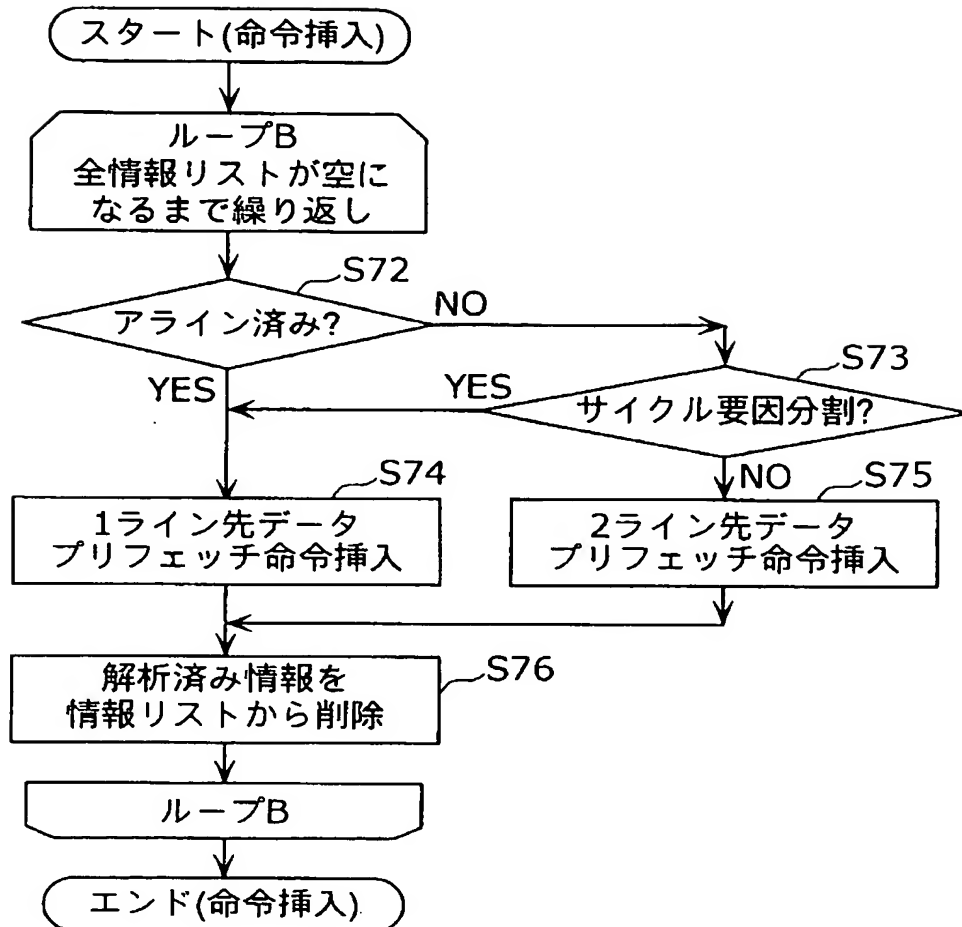 スタート(命令挿入)
ループB
全情報リストが空に
なるまで繰り返し
S72
アライン済み?
NO
YES
S73
サイクル要因分割?
YES
NO
S74
1ライン先データ
プリフェッチ命令挿入
S75
2ライン先データ
プリフェッチ命令挿入
S76
解析済み情報を
情報リストから削除
ループB
エンド(命令挿入)